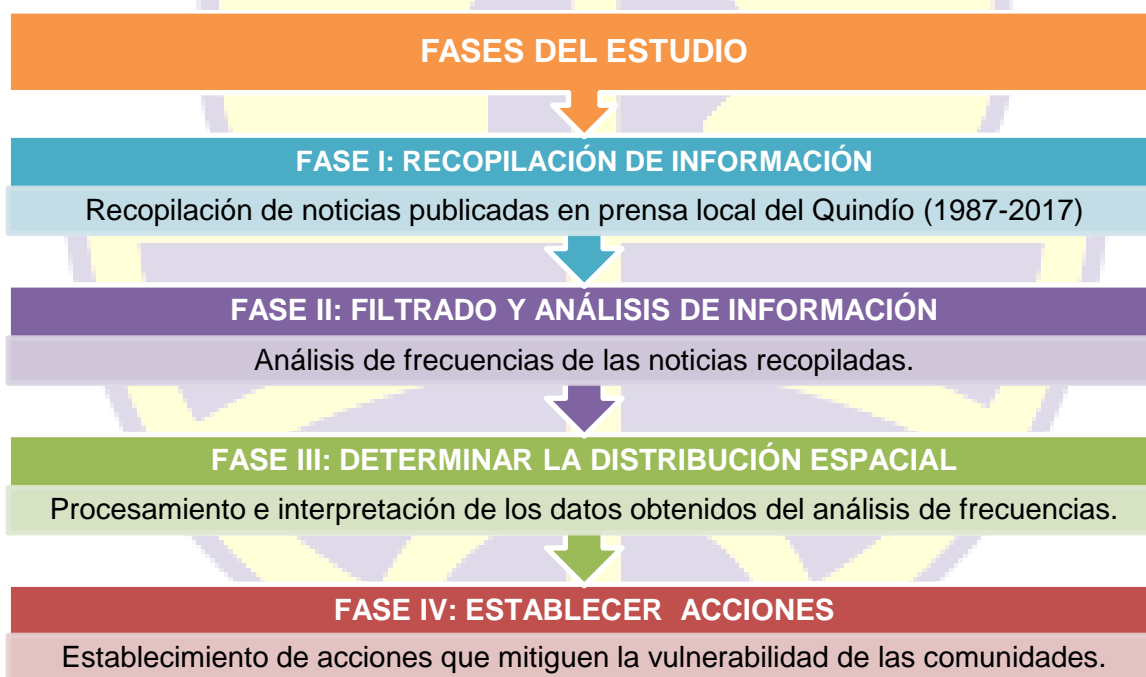 FASES DEL ESTUDIO
FASE I: RECOPILACIÓN DE INFORMACIÓN
Recopilación de noticias publicadas en prensa local del Quindío (1987-2017)
FASE II: FILTRADO Y ANÁLISIS DE INFORMACIÓN
Análisis de frecuencias de las noticias recopiladas.
FASE III: DETERMINAR LA DISTRIBUCIÓN ESPACIAL
Procesamiento e interpretación de los datos obtenidos del análisis de frecuencias.
FASE IV: ESTABLECER ACCIONES
Establecimiento de acciones que mitiguen la vulnerabilidad de las comunidades.